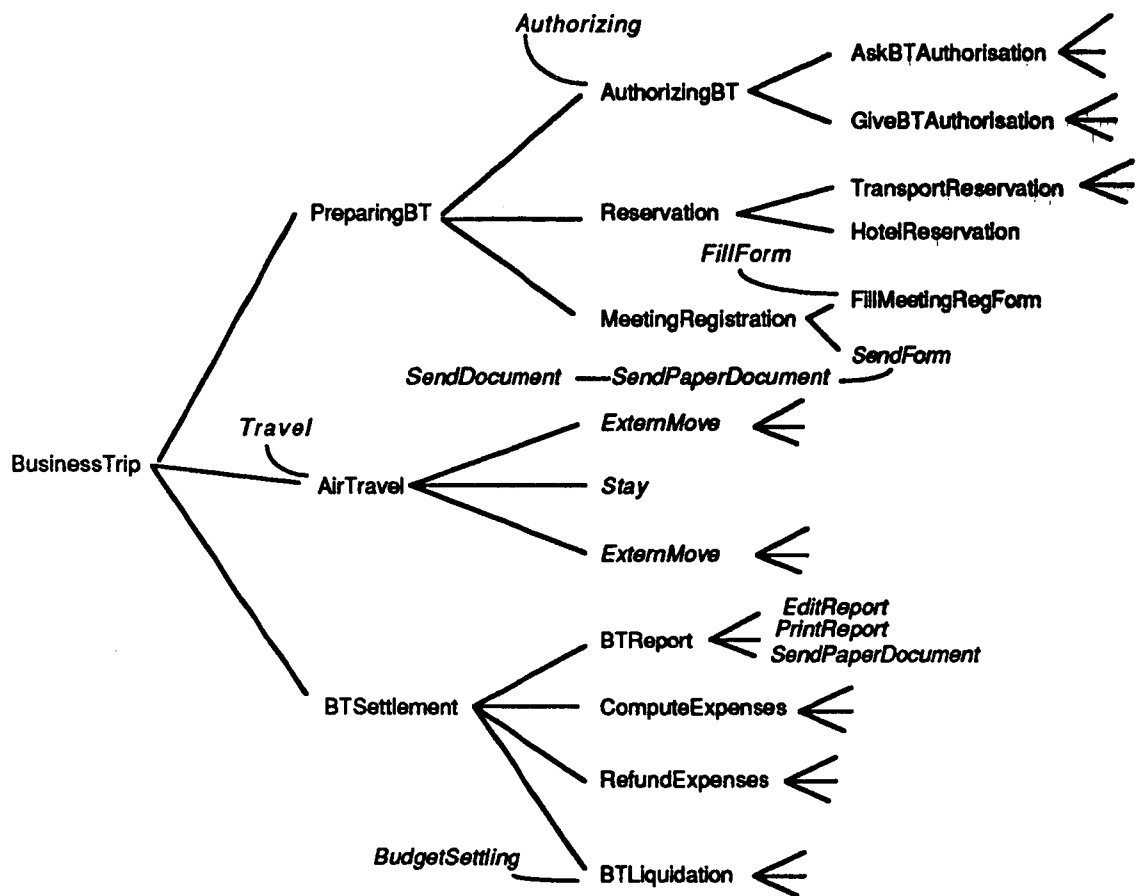 Authorizing
AskBTAuthorisation
AuthorizingBT
GiveBTAuthorisation
TransportReservation
PreparingBT
Reservation
HotelReservation
FillForm
FillMeetingRegForm
MeetingRegistration
SendForm
SendDocument
SendPaperDocument
ExternMove
Travel
BusinessTrip
AirTravel
Stay
ExternMove
EditReport
BTReport
PrintReport
SendPaperDocument
BTSettlement
ComputeExpenses
RefundExpenses
BudgetSettling
BTLiquidation